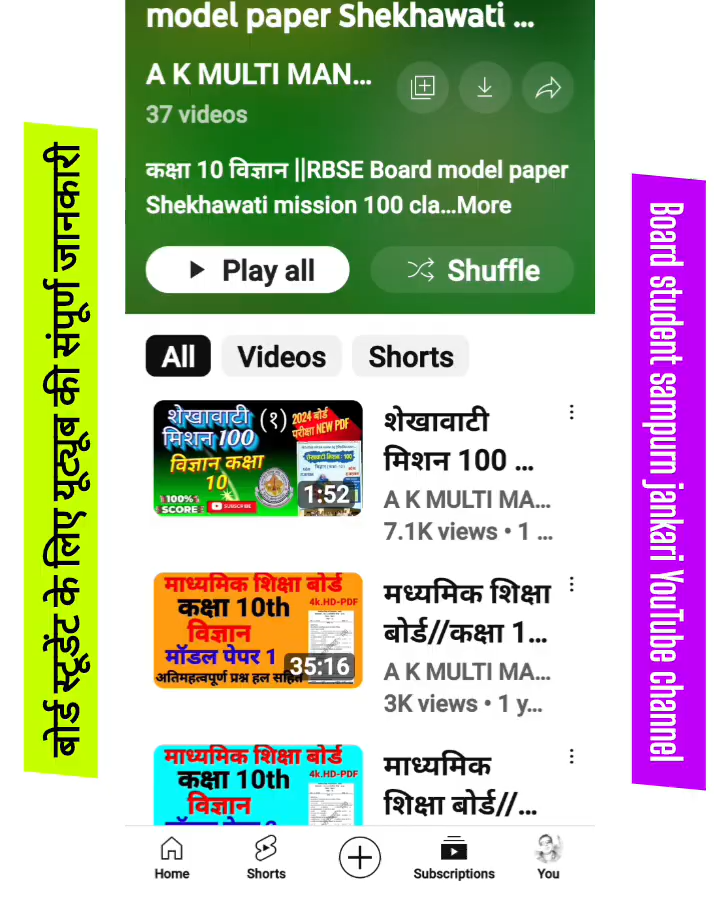 model paper Shekhawati ...
A K MULTI MAN...
37 videos
कक्षा 10 विज्ञान ||RBSE Board model paper
Shekhawati mission 100 cla...More
Play all
Shuffle
All
Videos
Shorts
शेखावाटी (१)
मिशन 100
2024 बोर्ड
परीक्षा NEW PDF
विज्ञान कक्षा
10
100%
SCORE
SUBSCRIBE
1:52
शेखावाटी
मिशन 100 ...
A K MULTI MA...
7.1K views • 1 ...
माध्यमिक शिक्षा बोर्ड
कक्षा 10th
4k.HD-PDF
विज्ञान
मॉडल पेपर 1
35:16
अतिमहत्वपूर्ण प्रश्न हल सहित
मध्यमिक शिक्षा
बोर्ड//कक्षा 1...
A K MULTI MA...
3K views • 1 y...
माध्यमिक शिक्षा बोर्ड
कक्षा 10th
4k.HD-PDF
विज्ञान
माध्यमिक
शिक्षा बोर्ड//...
Home
Shorts
Subscriptions
You
बोर्ड स्टूडेंट के लिए यूट्यूब की संपूर्ण जानकारी
Board student sampurn jankari YouTube channel